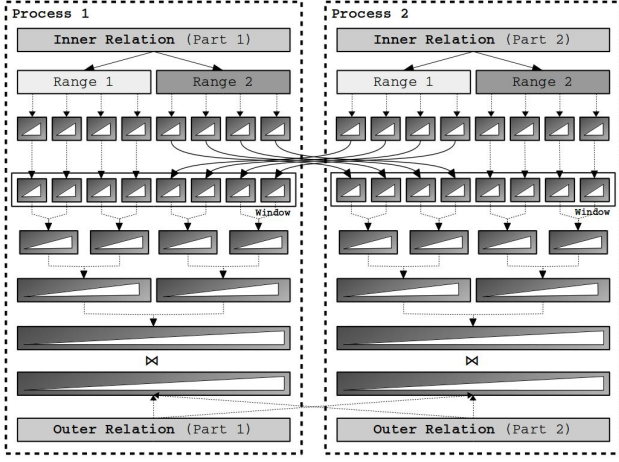 Process 1
Process 2
Inner Relation (Part 1)
Inner Relation (Part 2)
Range 1
Range 2
Range 1
Range 2
Window
Window
⋈
⋈
Outer Relation (Part 1)
Outer Relation (Part 2)